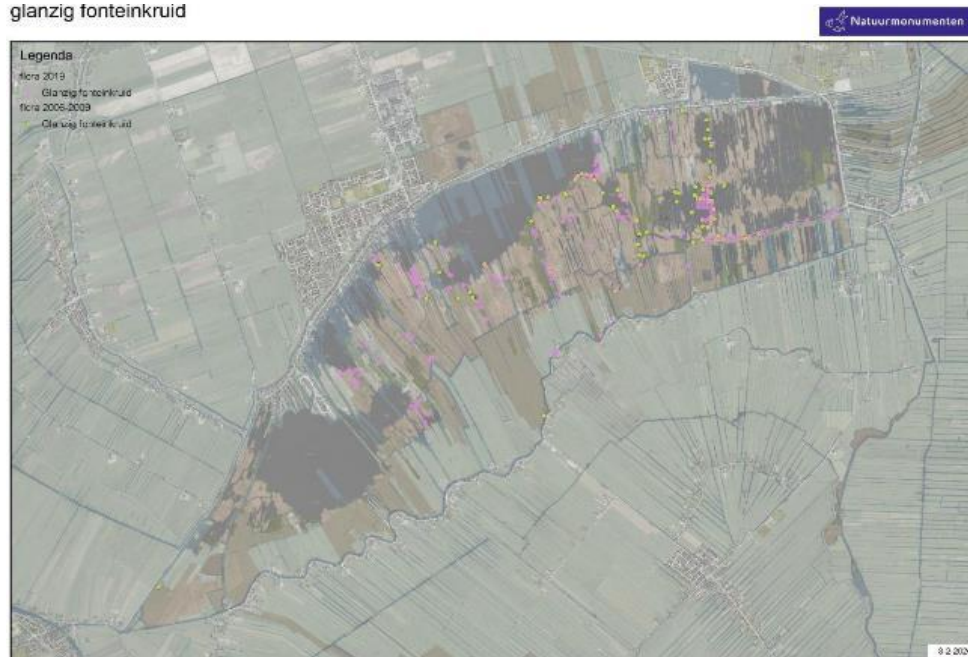 glanzig fonteinkruid
Natuurmonumenten
Legenda
flora 2019
Glanzig fonteinkruid
flora 2006-2009
Glanzig fonteinkruid